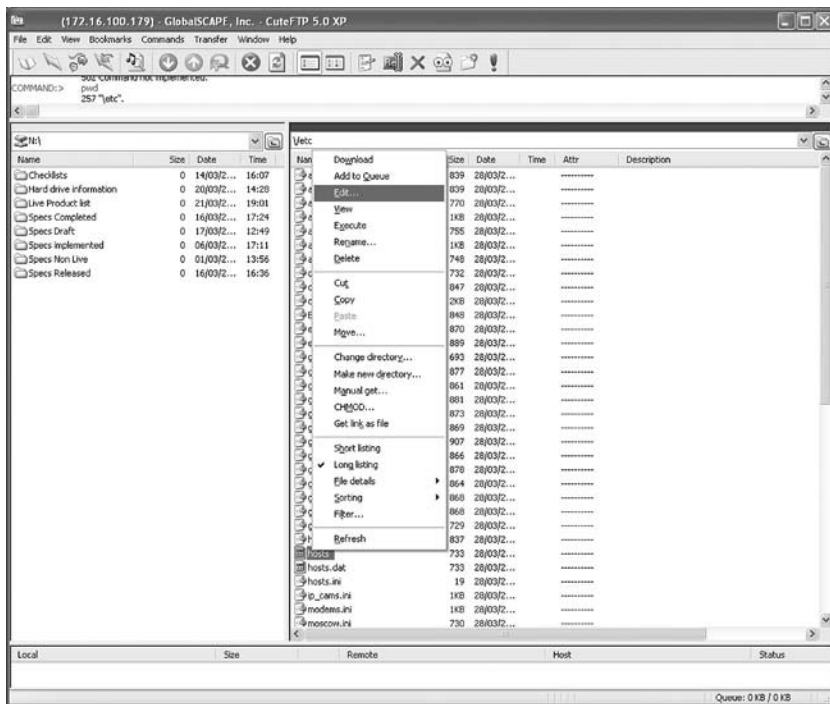 (172.16.100.179) - GlobalSCAPE, Inc. - CuteFTP 5.0 XP
File Edit View Bookmarks Commands Transfer Window Help
502 Command not implemented.
COMMAND:> pwd
257 "\etc".
N:\
\etc
Name Size Date Time
Checklists 0 14/03/2... 16:07
Hard drive information 0 20/03/2... 14:28
Live Product list 0 21/03/2... 19:01
Specs Completed 0 16/03/2... 17:24
Specs Draft 0 17/03/2... 12:49
Specs implemented 0 06/03/2... 17:11
Specs Non Live 0 01/03/2... 13:56
Specs Released 0 16/03/2... 16:36
Download
Add to Queue
Edit...
View
Execute
Rename...
Delete
Cut
Copy
Paste
Move...
Change directory...
Make new directory...
Manual get...
CHMOD...
Get link as file
Short listing
Long listing
File details
Sorting
Filter...
Refresh
Nam Size Date Time Attr Description
839 28/03/2... ----------
839 28/03/2... ----------
770 28/03/2... ----------
1KB 28/03/2... ----------
755 28/03/2... ----------
1KB 28/03/2... ----------
748 28/03/2... ----------
732 28/03/2... ----------
847 28/03/2... ----------
2KB 28/03/2... ----------
848 28/03/2... ----------
870 28/03/2... ----------
889 28/03/2... ----------
693 28/03/2... ----------
877 28/03/2... ----------
861 28/03/2... ----------
881 28/03/2... ----------
873 28/03/2... ----------
869 28/03/2... ----------
907 28/03/2... ----------
866 28/03/2... ----------
878 28/03/2... ----------
864 28/03/2... ----------
868 28/03/2... ----------
868 28/03/2... ----------
729 28/03/2... ----------
837 28/03/2... ----------
hosts 733 28/03/2... ----------
hosts.dat 733 28/03/2... ----------
hosts.ini 19 28/03/2... ----------
ip_cams.ini 1KB 28/03/2... ----------
modems.ini 1KB 28/03/2... ----------
moscow.ini 730 28/03/2... ----------
Local Size Remote Host Status
Queue: 0 KB / 0 KB